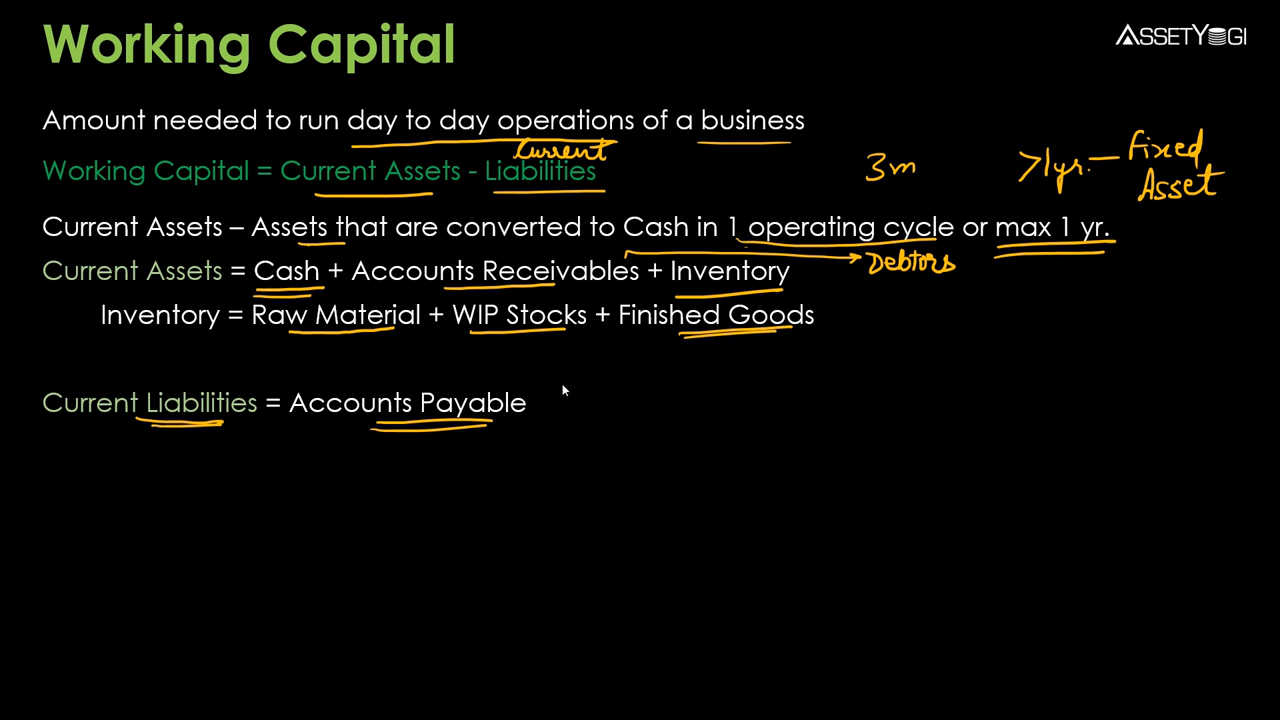 Working Capital
ASSETYOGI
Amount needed to run day to day operations of a business
Current
Working Capital = Current Assets - Liabilities
3m
>1yr. — Fixed
Asset
Current Assets – Assets that are converted to Cash in 1 operating cycle or max 1 yr.
Current Assets = Cash + Accounts Receivables + Inventory
Debtors
Inventory = Raw Material + WIP Stocks + Finished Goods
Current Liabilities = Accounts Payable